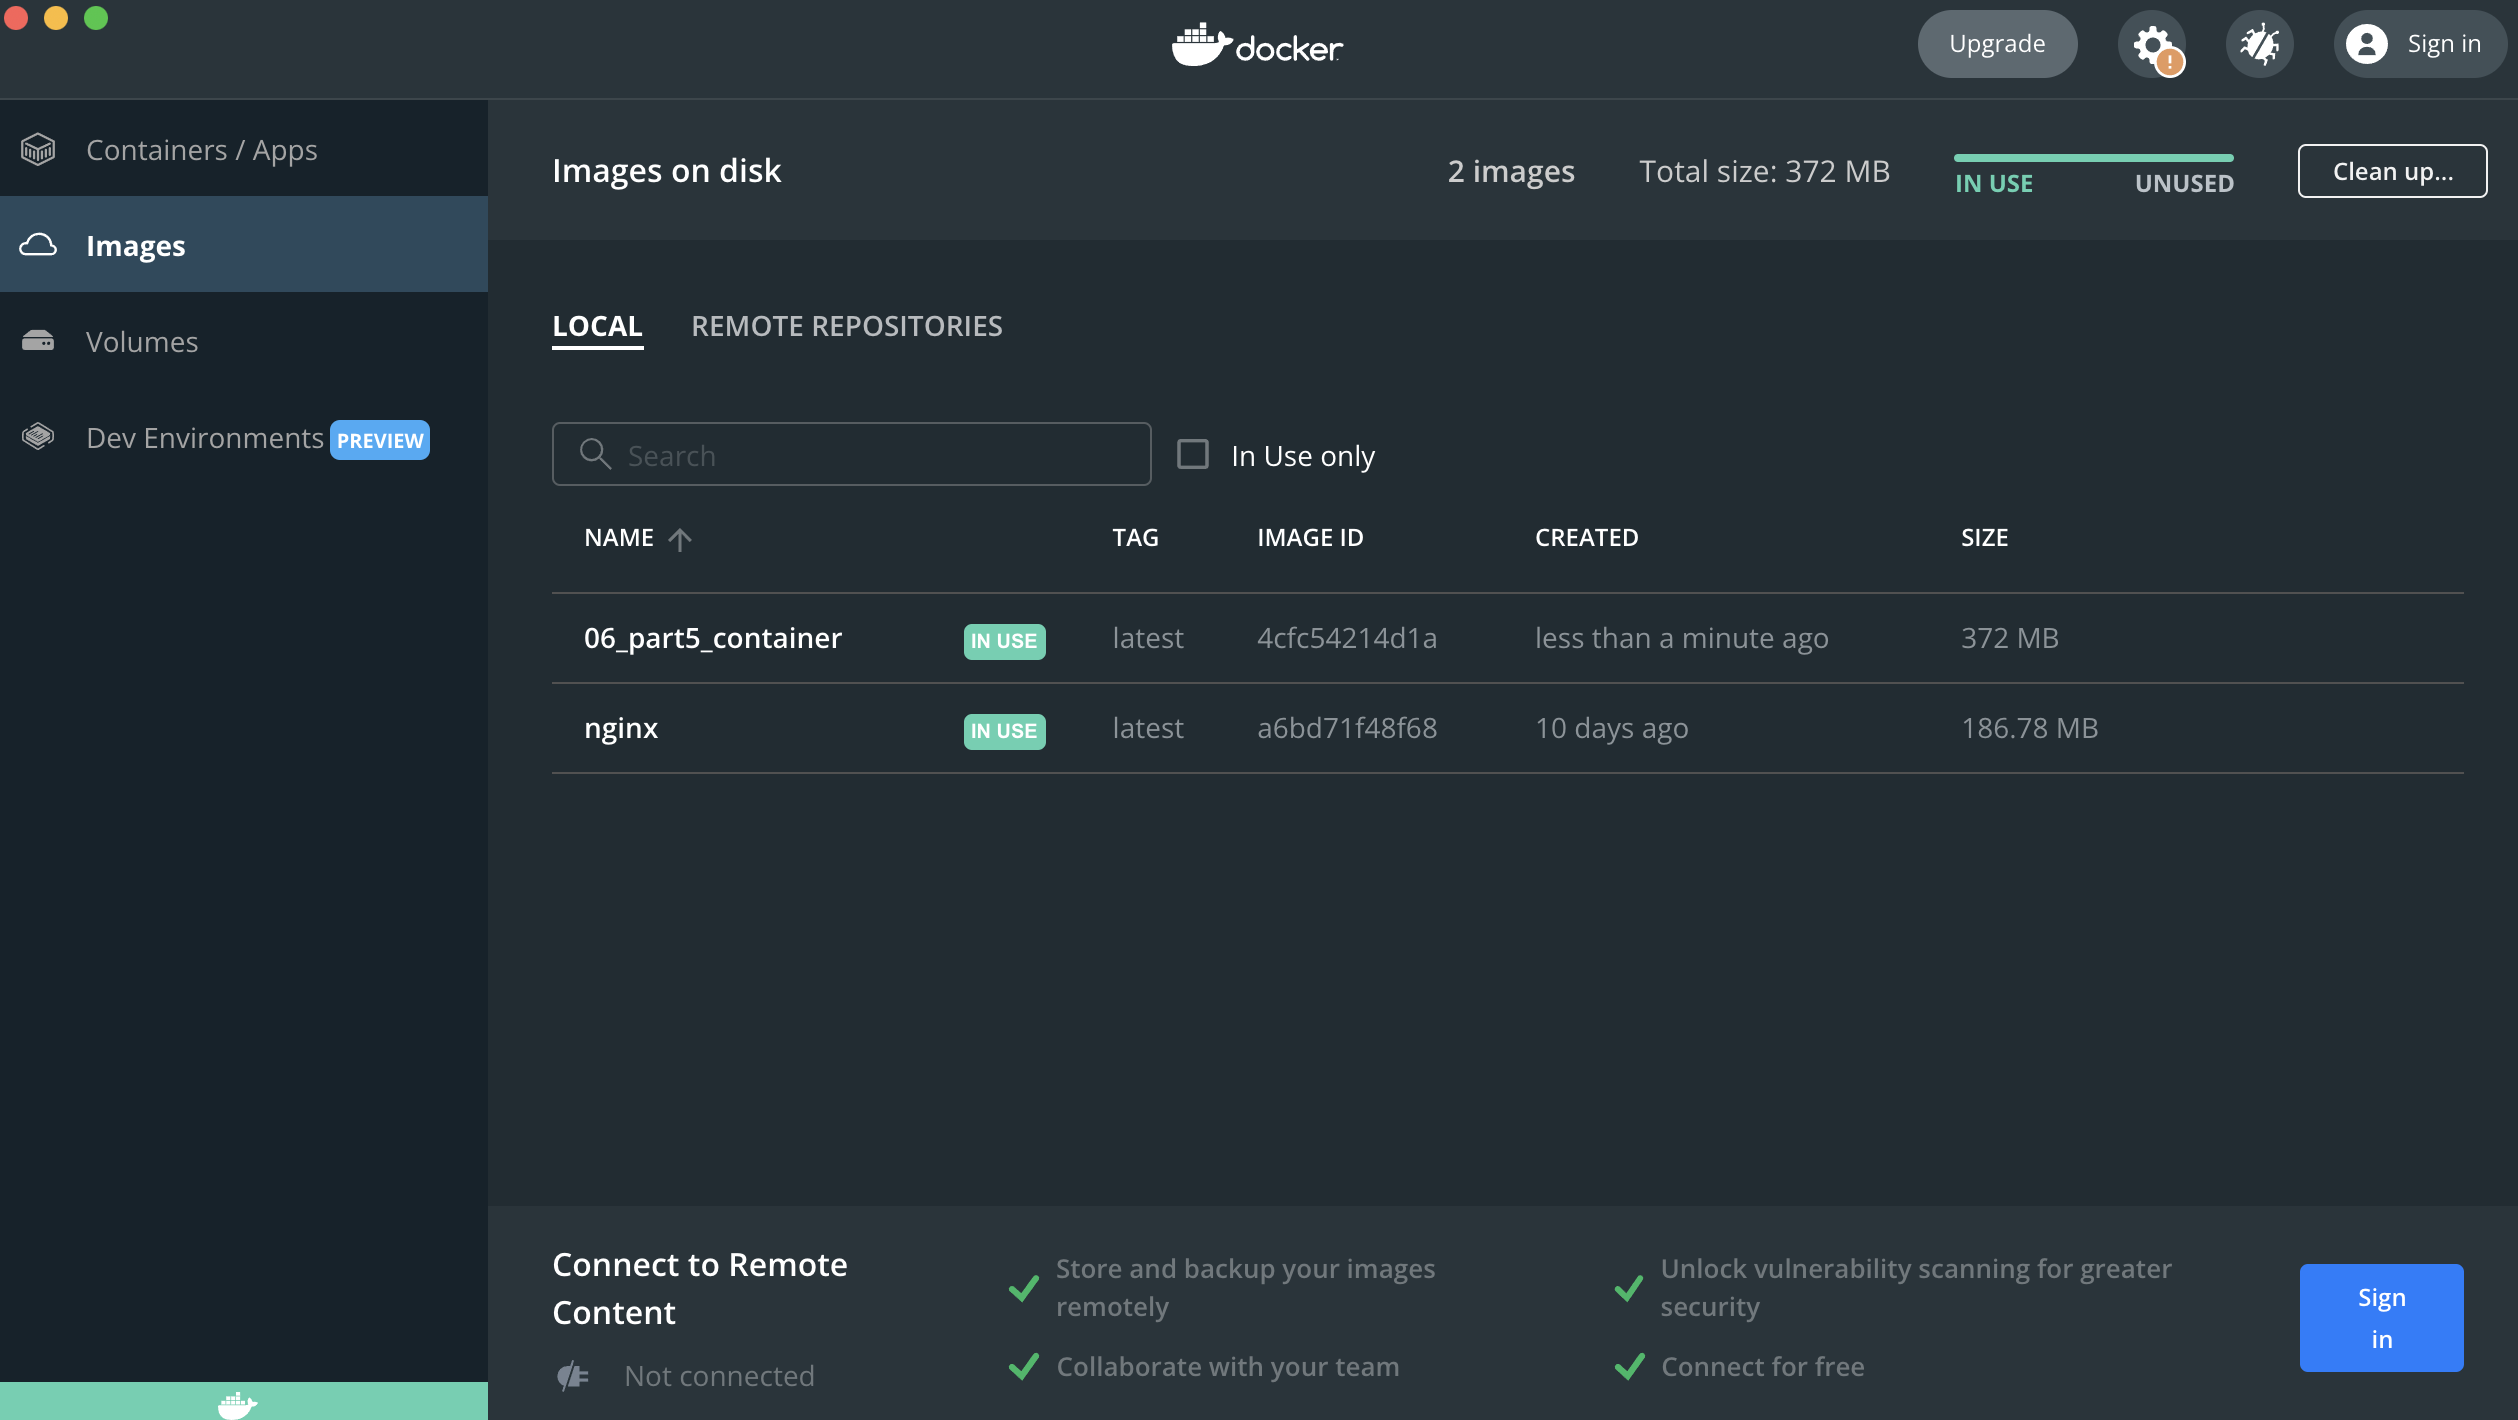 docker
Upgrade
Sign in
Containers / Apps
Images
Volumes
Dev Environments PREVIEW
Images on disk
2 images
Total size: 372 MB
IN USE UNUSED
Clean up...
LOCAL REMOTE REPOSITORIES
Search
In Use only
NAME TAG IMAGE ID CREATED SIZE
06_part5_container IN USE latest 4cfc54214d1a less than a minute ago 372 MB
nginx IN USE latest a6bd71f48f68 10 days ago 186.78 MB
Connect to Remote
Content
Not connected
Store and backup your images
remotely
Collaborate with your team
Unlock vulnerability scanning for greater
security
Connect for free
Sign
in